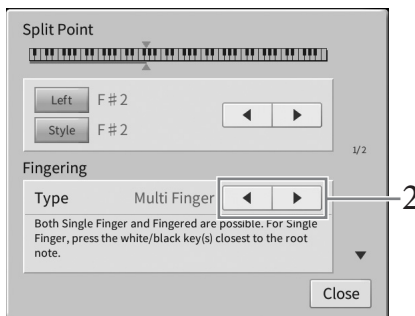 Split Point
Left F♯2
Style F♯2
1/2
Fingering
Type Multi Finger
2
Both Single Finger and Fingered are possible. For Single
Finger, press the white/black key(s) closest to the root
note.
Close